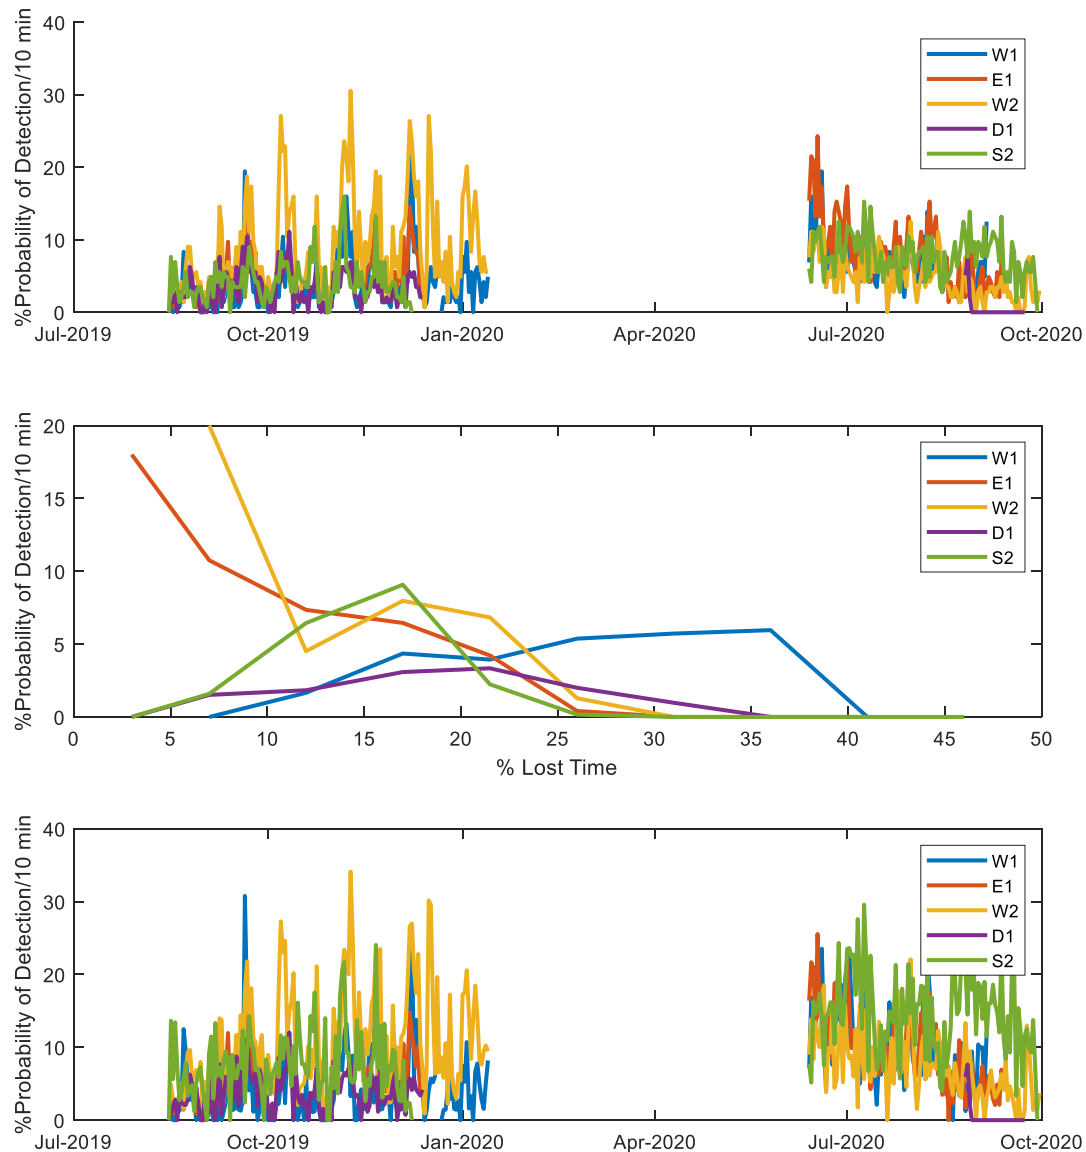 %Probability of Detection/10 min
40
30
20
10
0
Jul-2019 Oct-2019 Jan-2020 Apr-2020 Jul-2020 Oct-2020
W1
E1
W2
D1
S2
%Probability of Detection/10 min
20
15
10
5
0
0 5 10 15 20 25 30 35 40 45 50
% Lost Time
W1
E1
W2
D1
S2
%Probability of Detection/10 min
40
30
20
10
0
Jul-2019 Oct-2019 Jan-2020 Apr-2020 Jul-2020 Oct-2020
W1
E1
W2
D1
S2